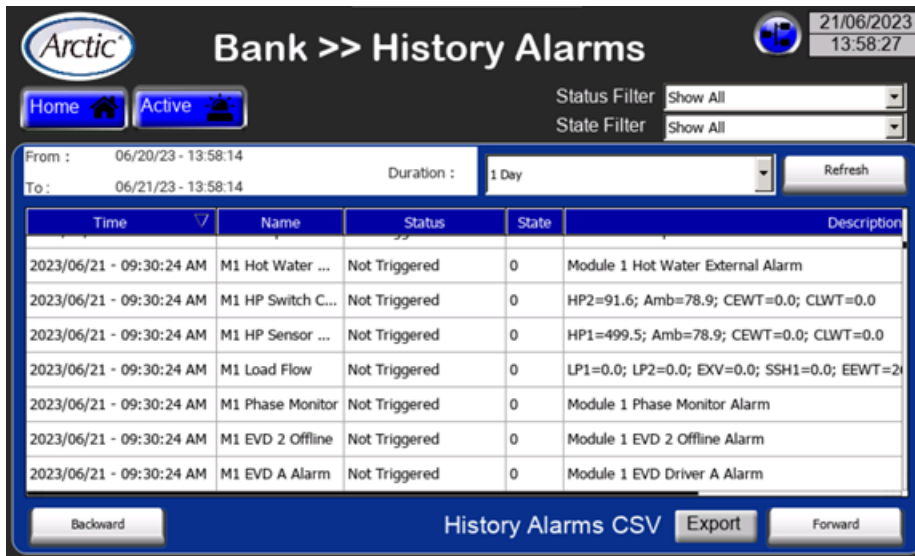 Arctic
Bank >> History Alarms
21/06/2023
13:58:27
Home
Active
Status Filter Show All
State Filter Show All
From : 06/20/23 - 13:58:14
To : 06/21/23 - 13:58:14
Duration : 1 Day
Refresh
Time Name Status State Description
2023/06/21 - 09:30:24 AM M1 Hot Water ... Not Triggered 0 Module 1 Hot Water External Alarm
2023/06/21 - 09:30:24 AM M1 HP Switch C... Not Triggered 0 HP2=91.6; Amb=78.9; CEWT=0.0; CLWT=0.0
2023/06/21 - 09:30:24 AM M1 HP Sensor ... Not Triggered 0 HP1=499.5; Amb=78.9; CEWT=0.0; CLWT=0.0
2023/06/21 - 09:30:24 AM M1 Load Flow Not Triggered 0 LP1=0.0; LP2=0.0; EXV=0.0; SSH1=0.0; EEWT=2
2023/06/21 - 09:30:24 AM M1 Phase Monitor Not Triggered 0 Module 1 Phase Monitor Alarm
2023/06/21 - 09:30:24 AM M1 EVD 2 Offline Not Triggered 0 Module 1 EVD 2 Offline Alarm
2023/06/21 - 09:30:24 AM M1 EVD A Alarm Not Triggered 0 Module 1 EVD Driver A Alarm
Backward
History Alarms CSV
Export
Forward